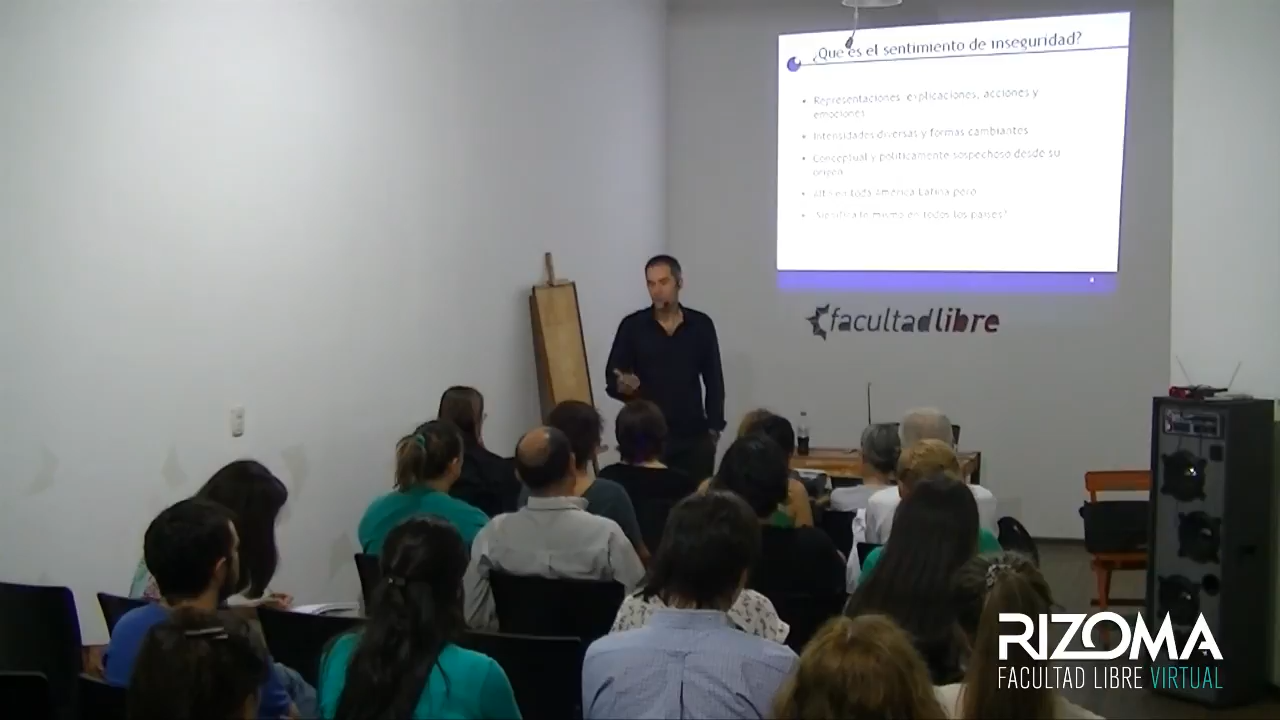 ¿Que es el sentimiento de inseguridad?
• Representaciones, explicaciones, acciones y
emociones
• Intensidades diversas y formas cambiantes
• Conceptual y políticamente sospechoso desde su
origen
• Alto en toda América Latina pero
• ¿Significa lo mismo en todos los países?
facultadlibre
RIZOMA
FACULTAD LIBRE VIRTUAL